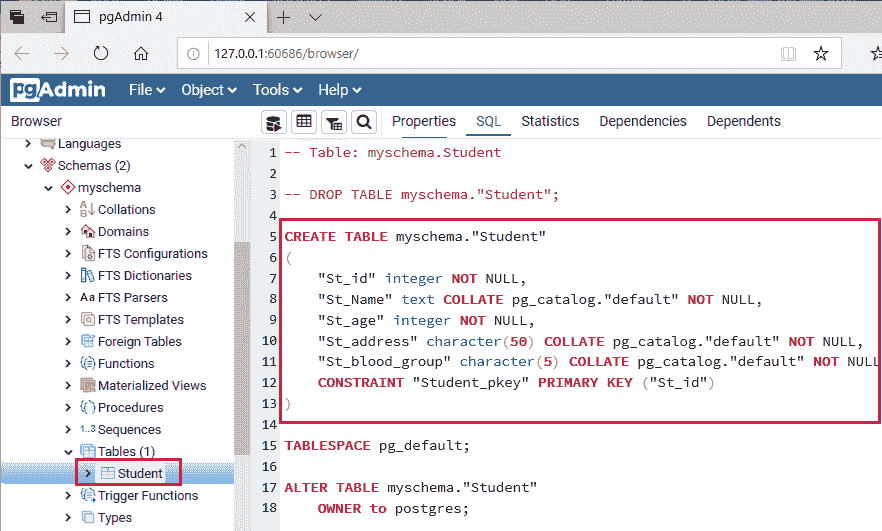 pgAdmin 4
127.0.0.1:60686/browser/
pgAdmin File Object Tools Help
Browser Properties SQL Statistics Dependencies Dependents
Languages
Schemas (2)
myschema
Collations
Domains
FTS Configurations
FTS Dictionaries
Aa FTS Parsers
FTS Templates
Foreign Tables
Functions
Materialized Views
Procedures
1..3 Sequences
Tables (1)
Student
Trigger Functions
Types
1 -- Table: myschema.Student
2
3 -- DROP TABLE myschema."Student";
4
5 CREATE TABLE myschema."Student"
6 (
7 "St_id" integer NOT NULL,
8 "St_Name" text COLLATE pg_catalog."default" NOT NULL,
9 "St_age" integer NOT NULL,
10 "St_address" character(50) COLLATE pg_catalog."default" NOT NULL,
11 "St_blood_group" character(5) COLLATE pg_catalog."default" NOT NULL
12 CONSTRAINT "Student_pkey" PRIMARY KEY ("St_id")
13 )
14
15 TABLESPACE pg_default;
16
17 ALTER TABLE myschema."Student"
18 OWNER to postgres;